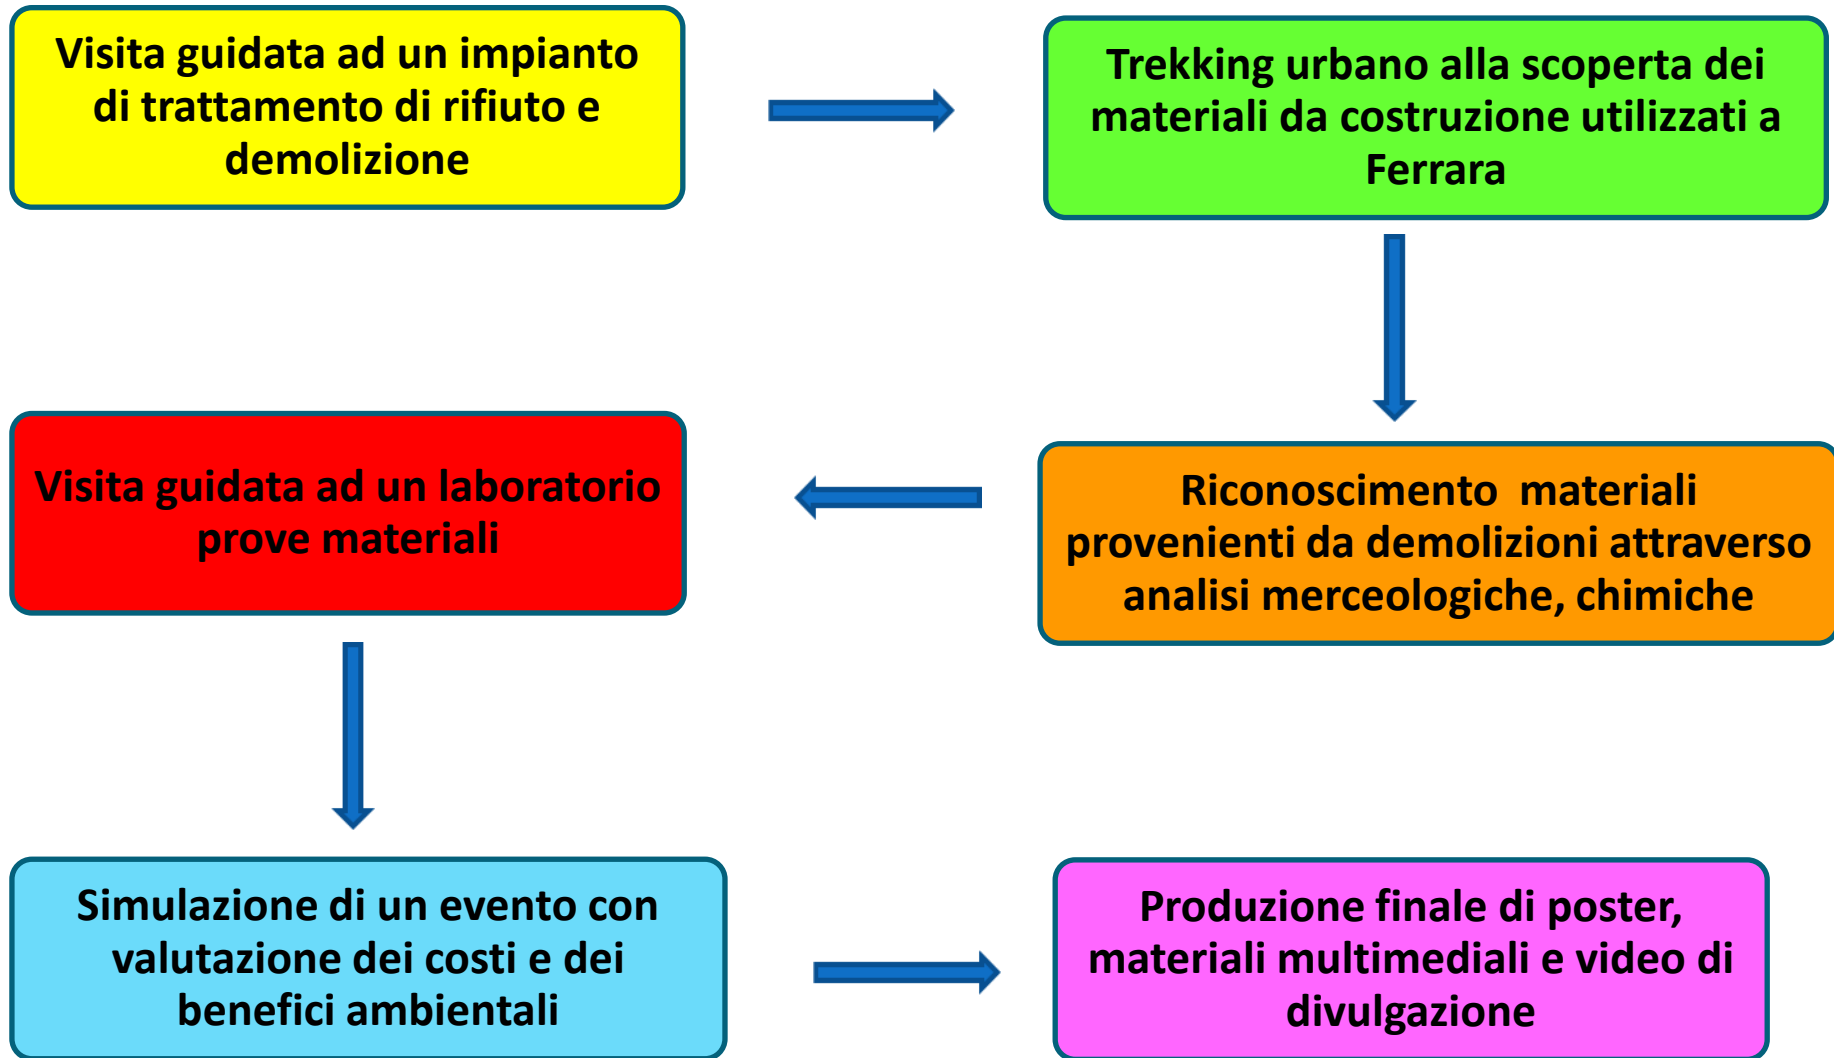 Visita guidata ad un impianto
di trattamento di rifiuto e
demolizione
Trekking urbano alla scoperta dei
materiali da costruzione utilizzati a
Ferrara
Riconoscimento  materiali
provenienti da demolizioni attraverso
analisi merceologiche, chimiche
Visita guidata ad un laboratorio
prove materiali
Simulazione di un evento con
valutazione dei costi e dei
benefici ambientali
Produzione finale di poster,
materiali multimediali e video di
divulgazione